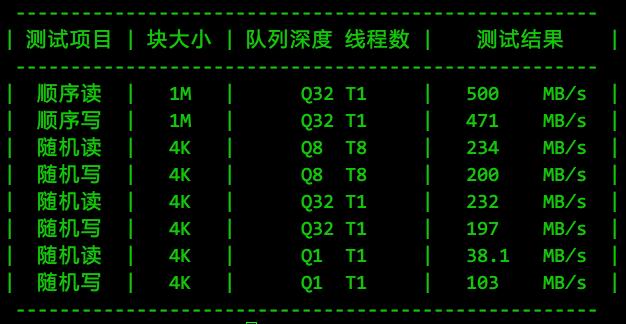 -----------------------------------------------------
| 测试项目 | 块大小 | 队列深度 线程数 | 测试结果 |
-----------------------------------------------------
| 顺序读 | 1M | Q32 T1 | 500 MB/s |
| 顺序写 | 1M | Q32 T1 | 471 MB/s |
| 随机读 | 4K | Q8 T8 | 234 MB/s |
| 随机写 | 4K | Q8 T8 | 200 MB/s |
| 随机读 | 4K | Q32 T1 | 232 MB/s |
| 随机写 | 4K | Q32 T1 | 197 MB/s |
| 随机读 | 4K | Q1 T1 | 38.1 MB/s |
| 随机写 | 4K | Q1 T1 | 103 MB/s |
-----------------------------------------------------